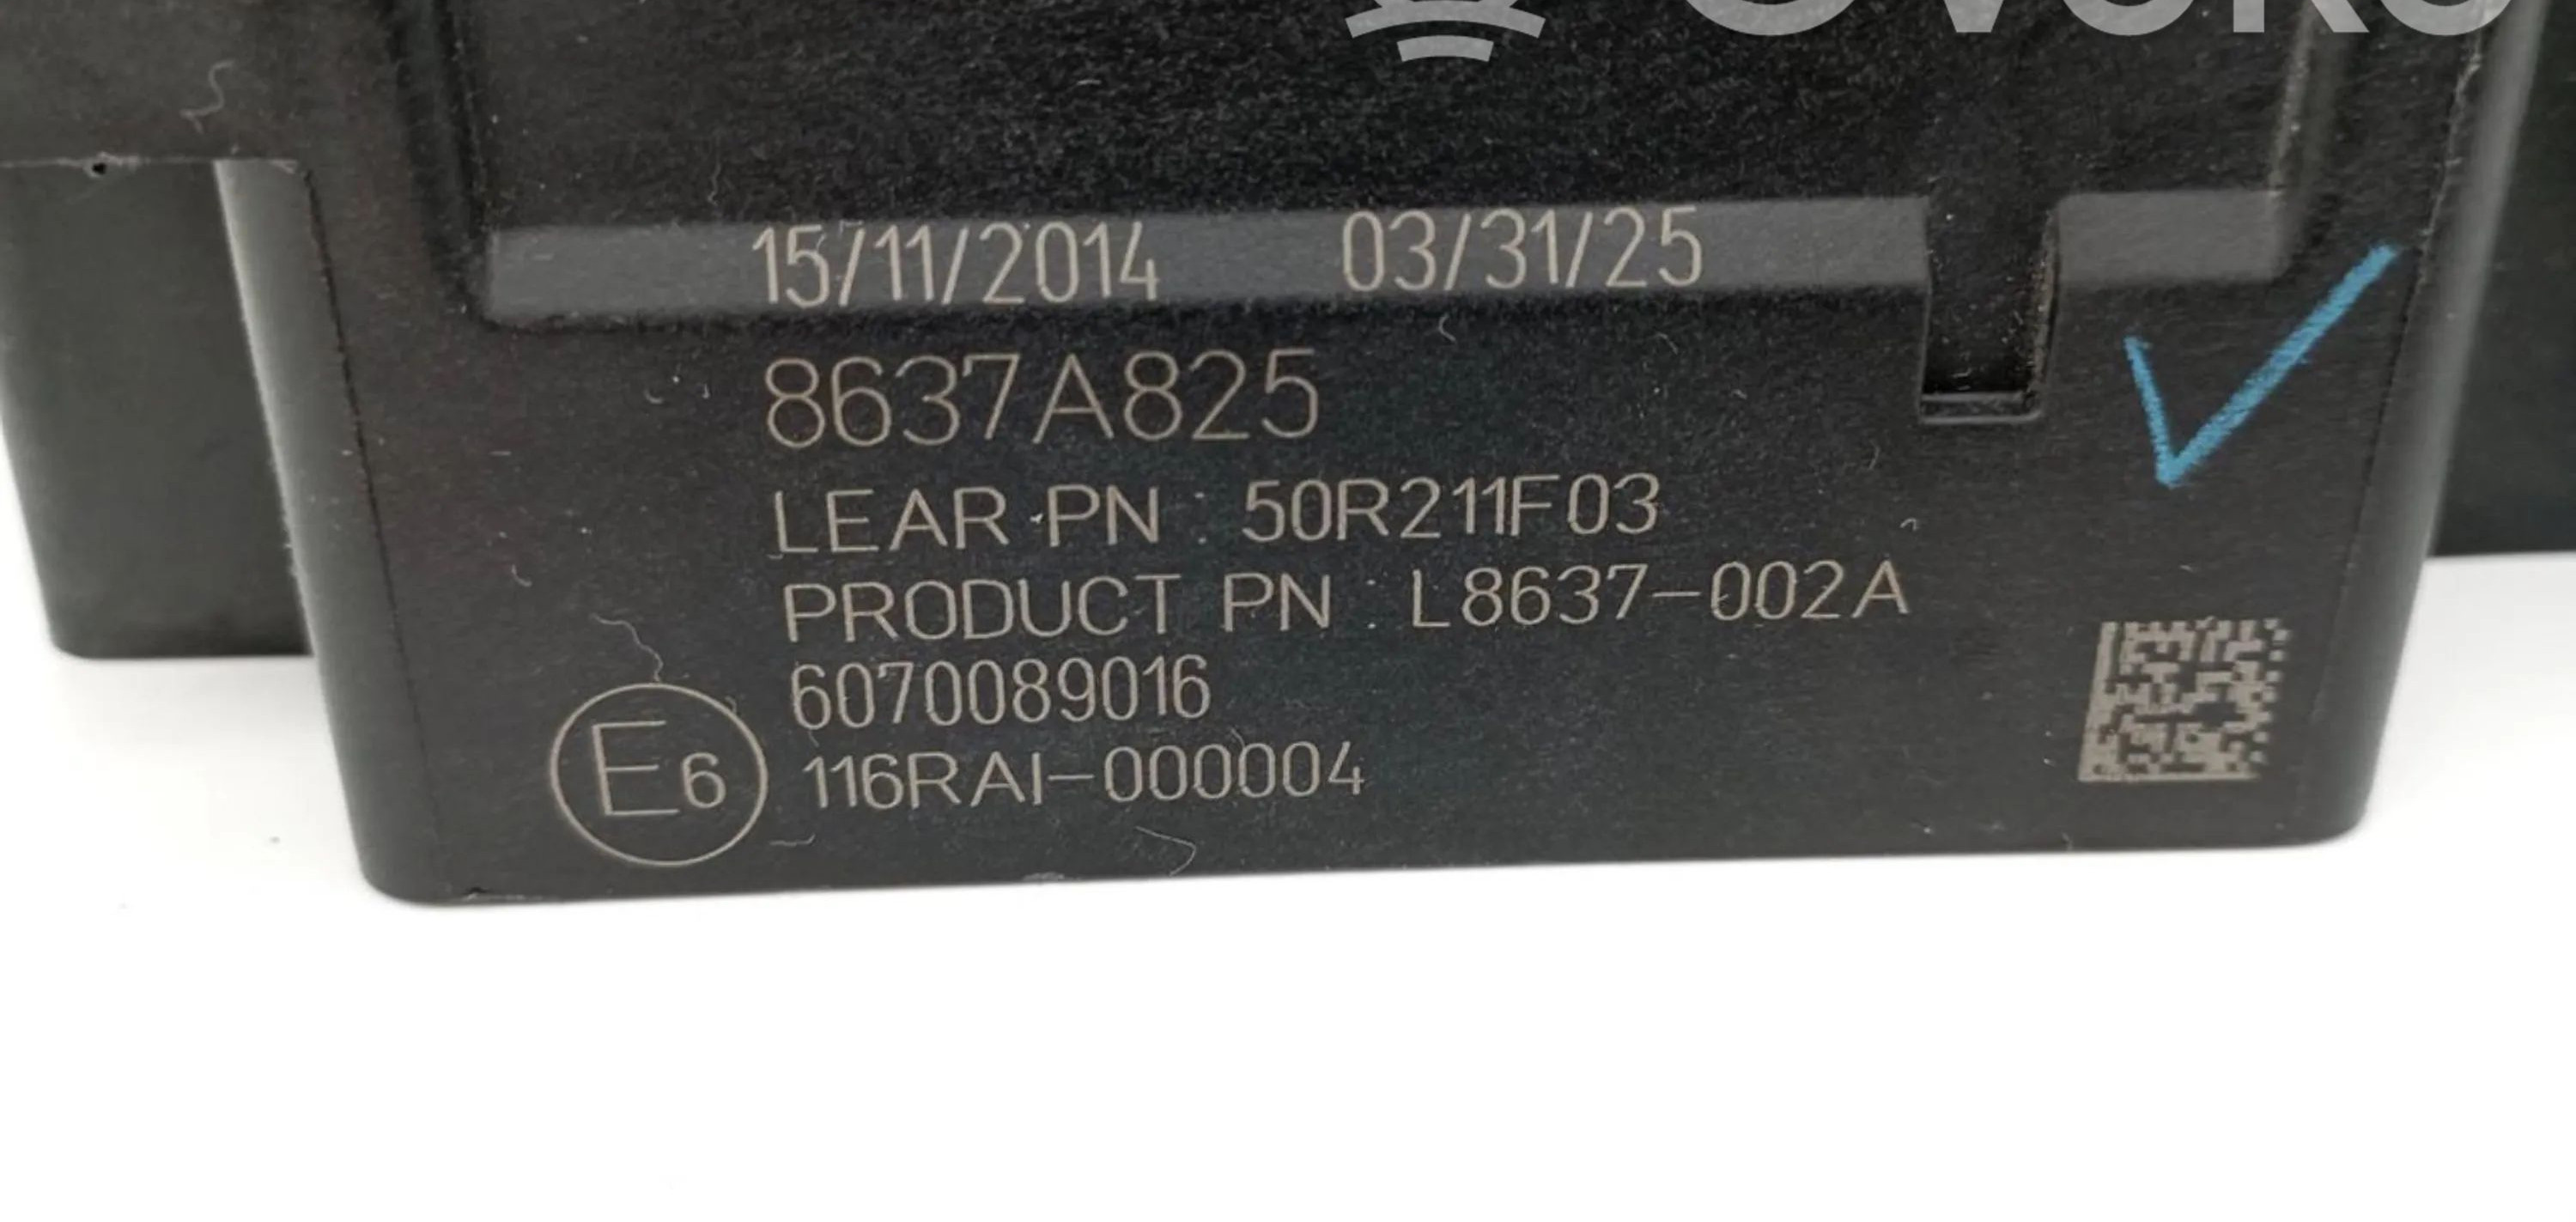 15/11/2014 03/31/25
8637A825
LEAR PN : 50R211F03
PRODUCT PN : L8637-002A
6070089016
E6 116RAI-000004